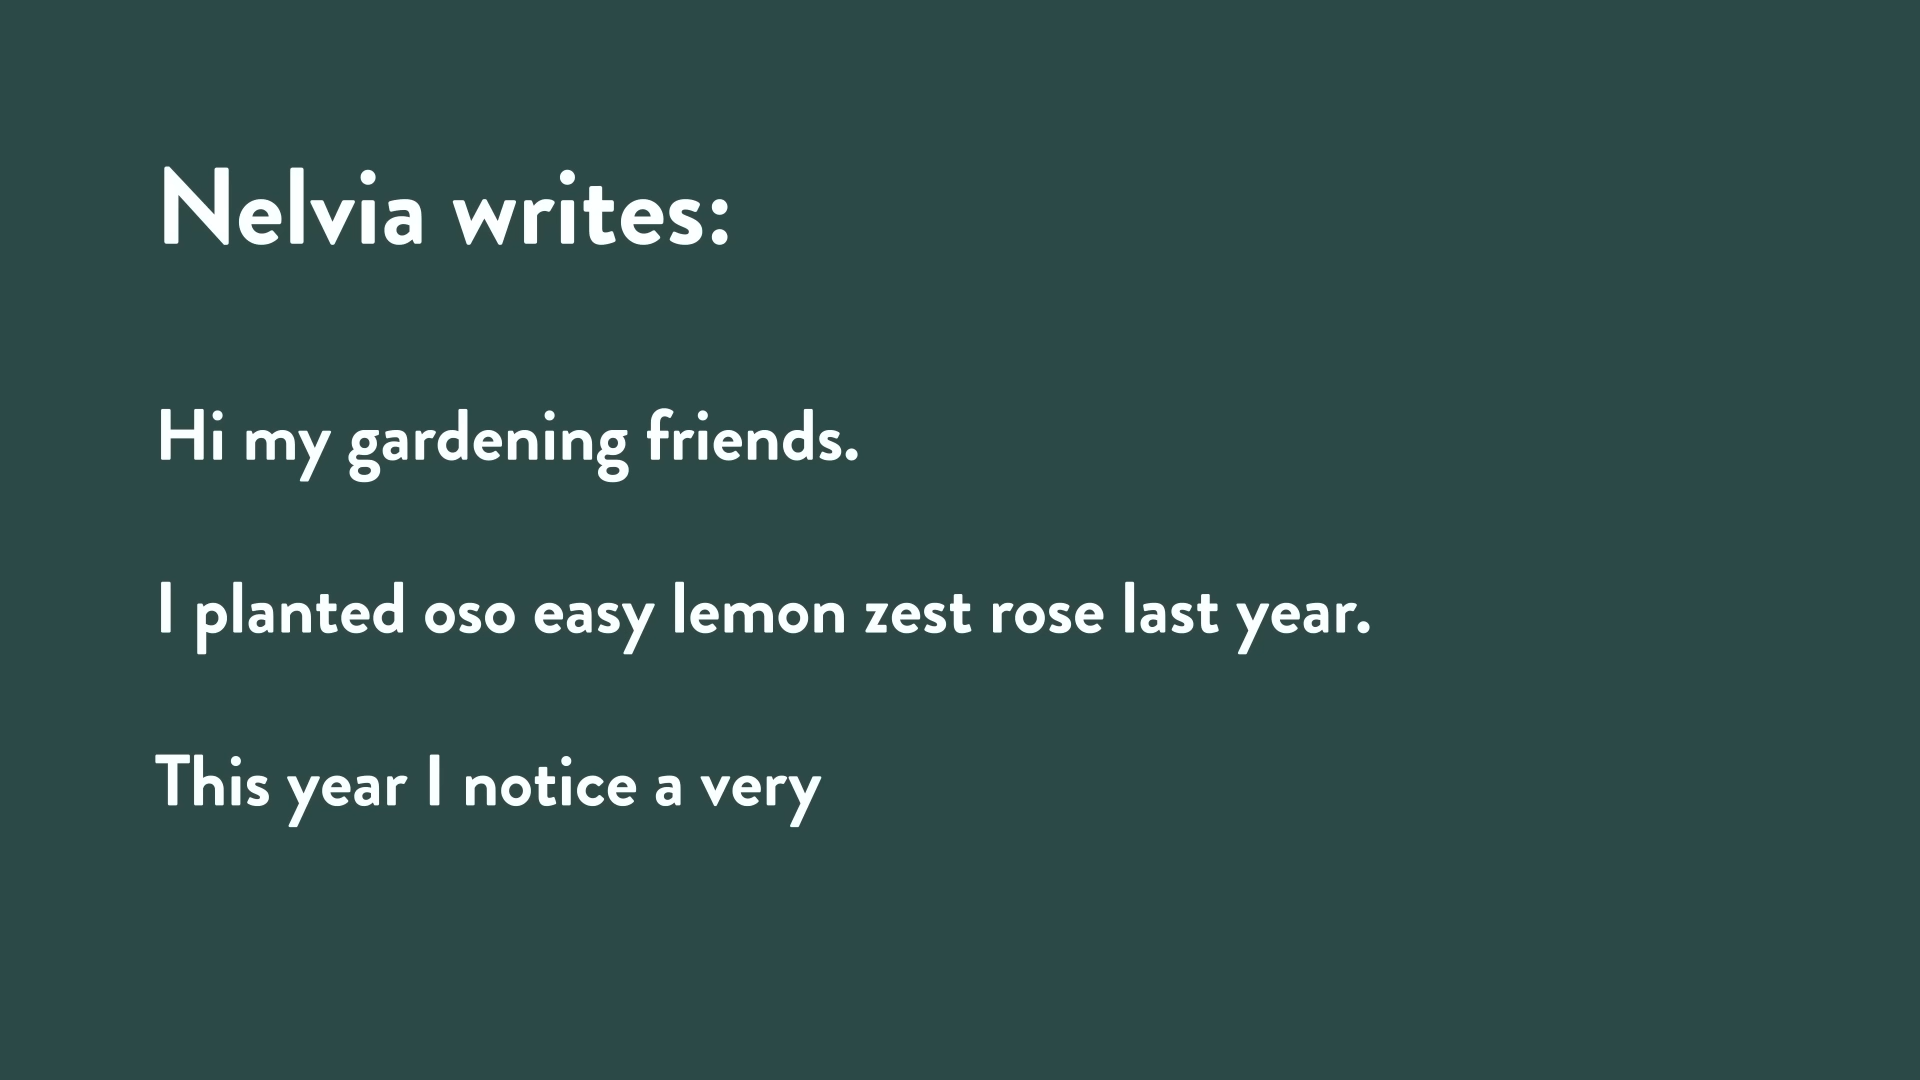 Nelvia writes:
Hi my gardening friends.
I planted oso easy lemon zest rose last year.
This year I notice a very